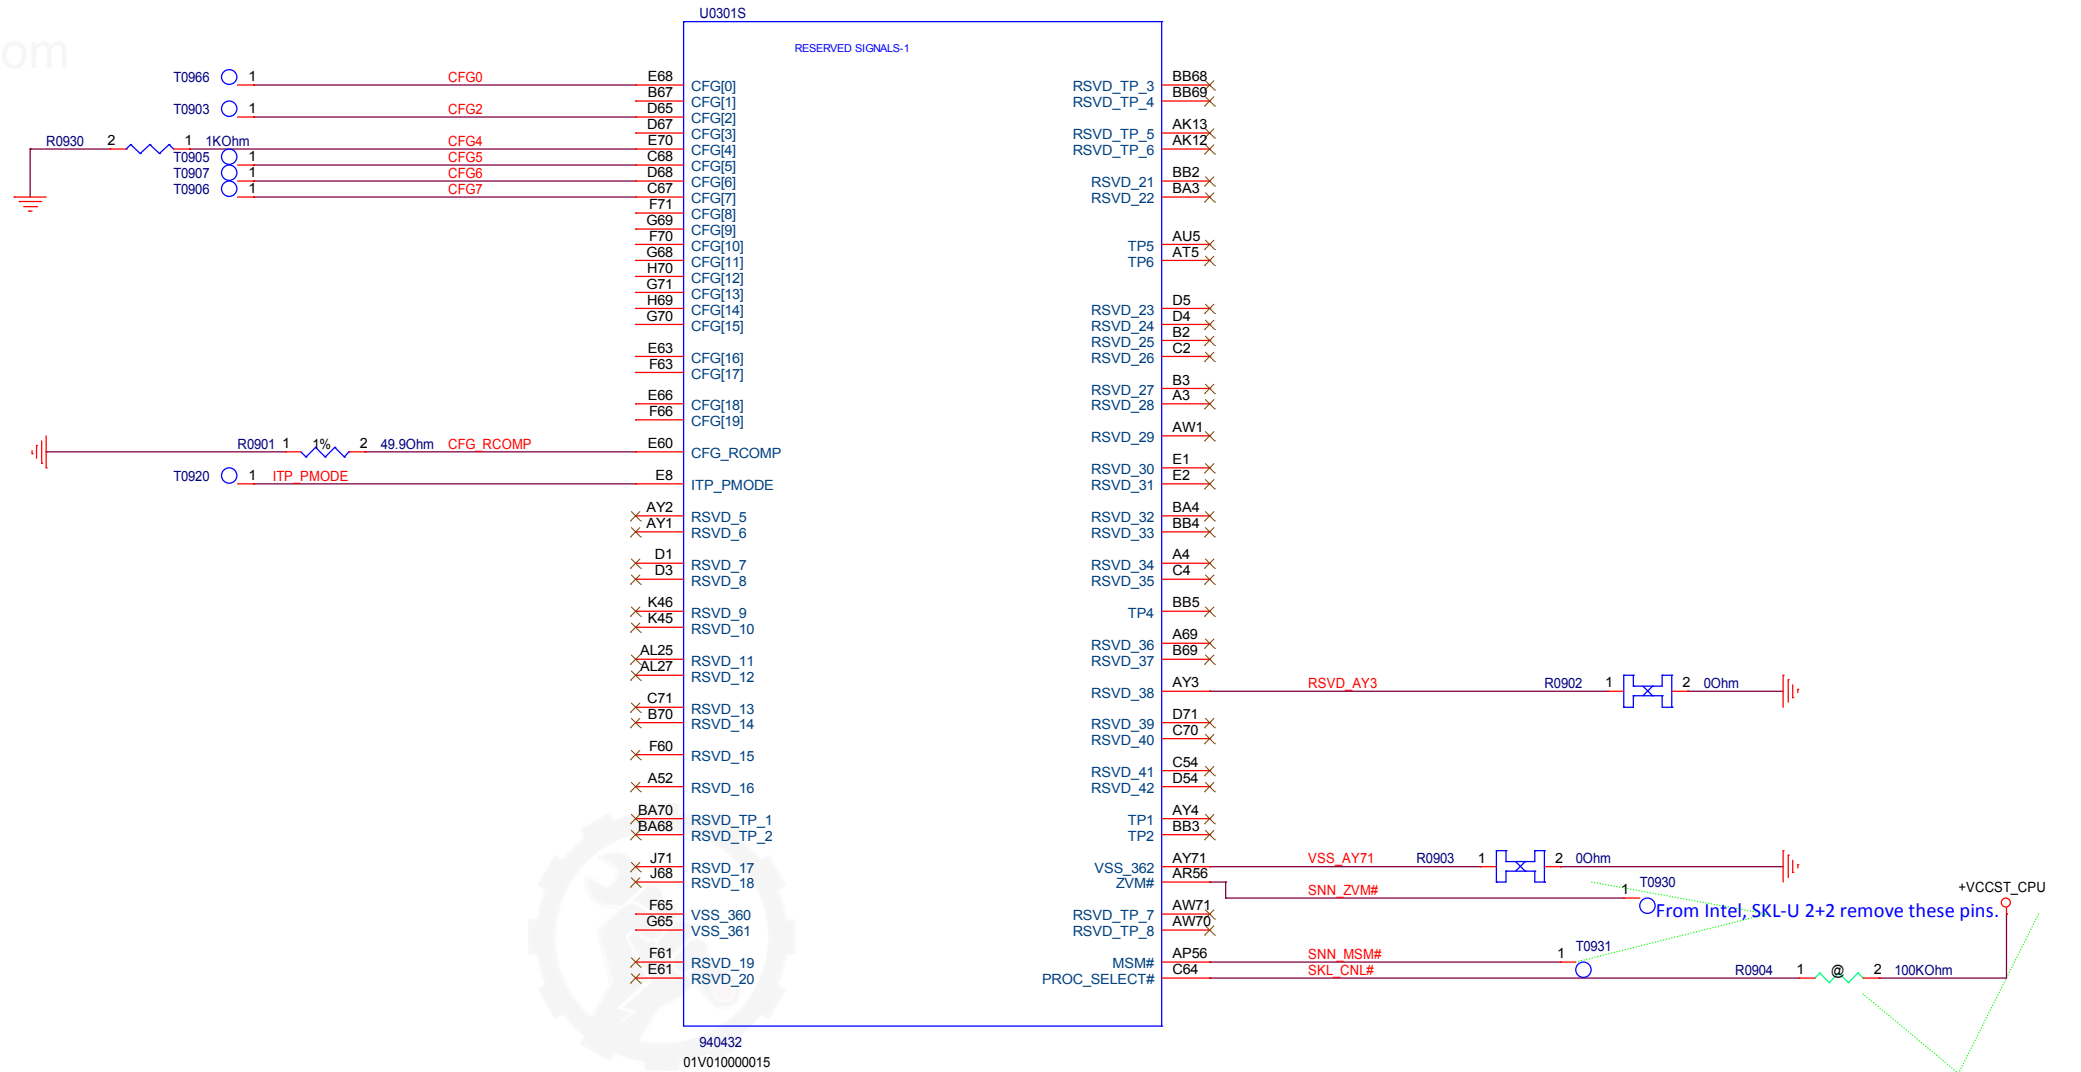 om
U0301S
RESERVED SIGNALS-1
T0966 1 CFG0 E68 CFG[0]
B67 CFG[1]
T0903 1 CFG2 D65 CFG[2]
D67 CFG[3]
R0930 2 1 1KOhm CFG4 E70 CFG[4]
T0905 1 CFG5 C68 CFG[5]
T0907 1 CFG6 D68 CFG[6]
T0906 1 CFG7 C67 CFG[7]
F71 CFG[8]
G69 CFG[9]
F70 CFG[10]
G68 CFG[11]
H70 CFG[12]
G71 CFG[13]
H69 CFG[14]
G70 CFG[15]
E63 CFG[16]
F63 CFG[17]
E66 CFG[18]
F66 CFG[19]
R0901 1 1% 2 49.9Ohm CFG_RCOMP E60 CFG_RCOMP
T0920 1 ITP_PMODE E8 ITP_PMODE
AY2 RSVD_5
AY1 RSVD_6
D1 RSVD_7
D3 RSVD_8
K46 RSVD_9
K45 RSVD_10
AL25 RSVD_11
AL27 RSVD_12
C71 RSVD_13
B70 RSVD_14
F60 RSVD_15
A52 RSVD_16
BA70 RSVD_TP_1
BA68 RSVD_TP_2
J71 RSVD_17
J68 RSVD_18
F65 VSS_360
G65 VSS_361
F61 RSVD_19
E61 RSVD_20
RSVD_TP_3 BB68
RSVD_TP_4 BB69
RSVD_TP_5 AK13
RSVD_TP_6 AK12
RSVD_21 BB2
RSVD_22 BA3
TP5 AU5
TP6 AT5
RSVD_23 D5
RSVD_24 D4
RSVD_25 B2
RSVD_26 C2
RSVD_27 B3
RSVD_28 A3
RSVD_29 AW1
RSVD_30 E1
RSVD_31 E2
RSVD_32 BA4
RSVD_33 BB4
RSVD_34 A4
RSVD_35 C4
TP4 BB5
RSVD_36 A69
RSVD_37 B69
RSVD_38 AY3 RSVD_AY3 R0902 1 2 0Ohm
RSVD_39 D71
RSVD_40 C70
RSVD_41 C54
RSVD_42 D54
TP1 AY4
TP2 BB3
VSS_362 AY71 VSS_AY71 R0903 1 2 0Ohm
ZVM# AR56 SNN_ZVM# 1 T0930
+VCCST_CPU
From Intel, SKL-U 2+2 remove these pins.
RSVD_TP_7 AW71
RSVD_TP_8 AW70
MSM# AP56 SNN_MSM# 1 T0931
PROC_SELECT# C64 SKL_CNL# R0904 1 @ 2 100KOhm
940432
01V010000015